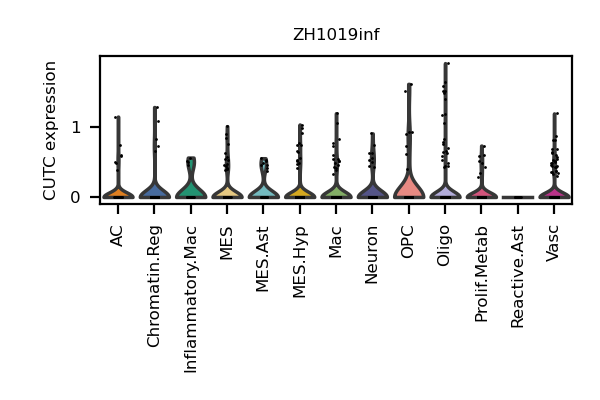 ZH1019inf
CUTC expression
1
0
AC
Chromatin.Reg
Inflammatory.Mac
MES
MES.Ast
MES.Hyp
Mac
Neuron
OPC
Oligo
Prolif.Metab
Reactive.Ast
Vasc